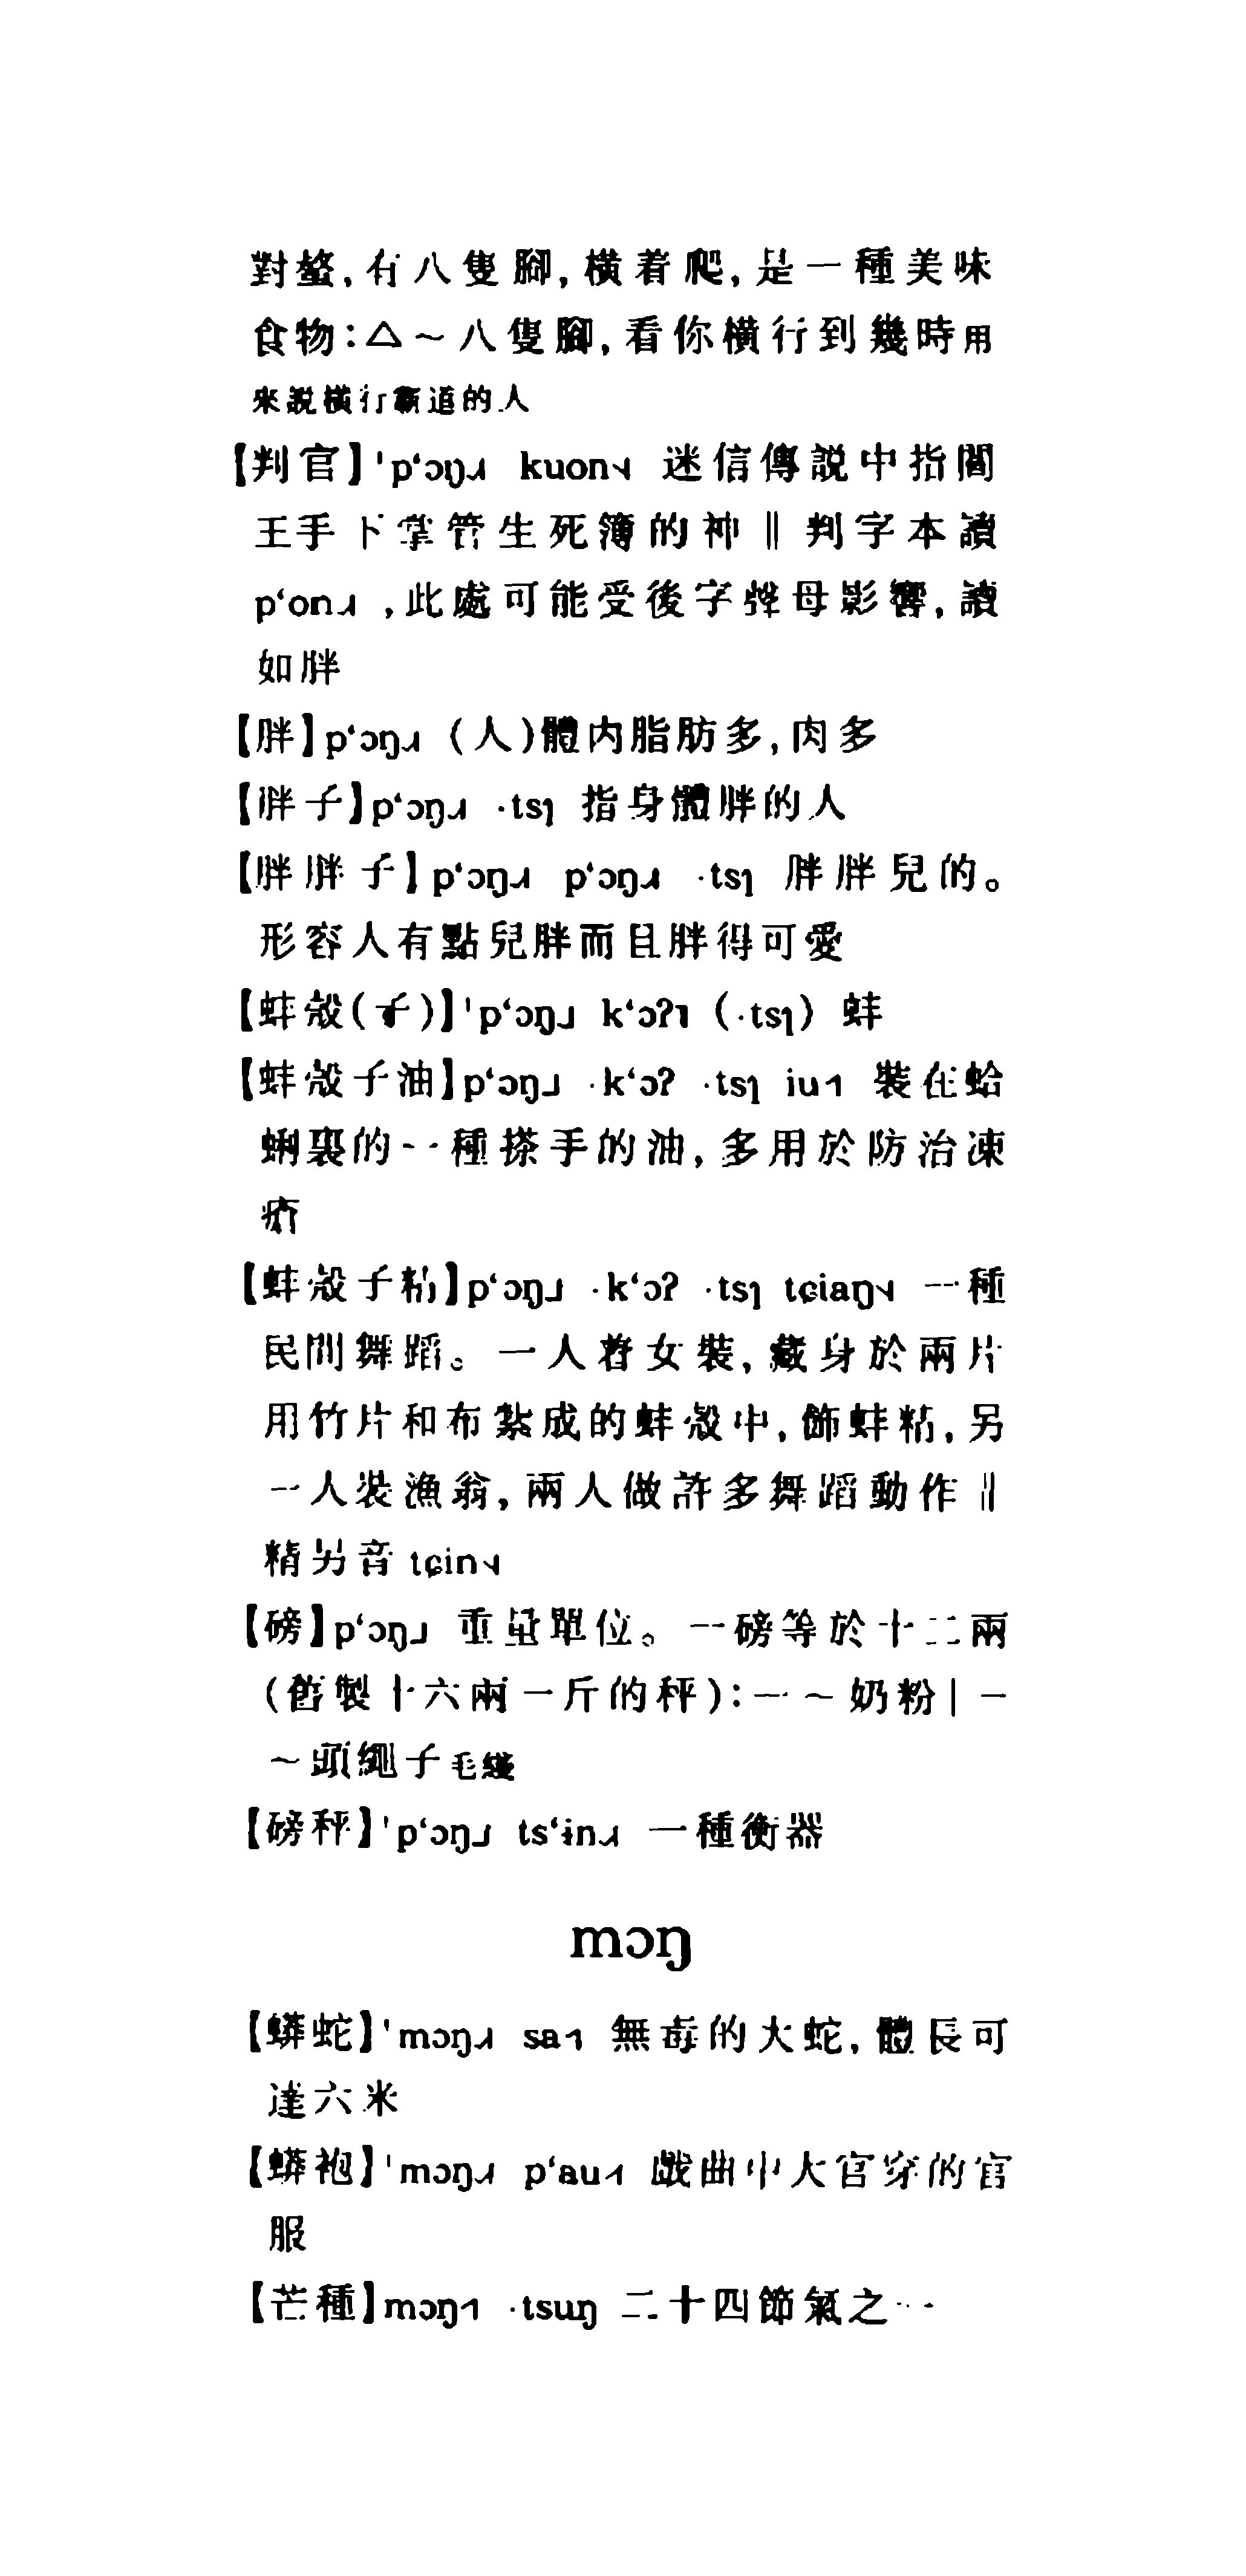 對螯,有八隻腳,橫着爬,是一種美味
食物:△～八隻腳,看你橫行到幾時用
來說橫行霸道的人
【判官】ˈpʻɔŋ˩˧ kuon˧˩ 迷信傳説中指閻
王手下掌管生死簿的神‖判字本讀
pʻon˩˧,此處可能受後字聲母影響,讀
如胖
【胖】pʻɔŋ˩˧ (人)體内脂肪多,肉多
【胖子】pʻɔŋ˩˧ ·tsɿ 指身體胖的人
【胖胖子】pʻɔŋ˩˧ pʻɔŋ˩˧ ·tsɿ 胖胖兒的。
形容人有點兒胖而且胖得可愛
【蚌殼(子)】ˈpʻɔŋ˩ kʻɔʔ˥ (·tsɿ) 蚌
【蚌殼子油】pʻɔŋ˩ ·kʻɔʔ ·tsɿ iu˧˥ 裝在蛤
蜊裏的一種搽手的油,多用於防治凍
瘡
【蚌殼子精】pʻɔŋ˩ ·kʻɔʔ ·tsɿ tɕiaŋ˧˩ 一種
民間舞蹈。一人着女裝,藏身於兩片
用竹片和布紮成的蚌殼中,飾蚌精,另
一人裝漁翁,兩人做許多舞蹈動作‖
精另音 tɕin˧˩
【磅】pʻɔŋ˩ 重量單位。一磅等於十二兩
(舊製十六兩一斤的秤):一～奶粉|一
～頭繩子毛綫
【磅秤】ˈpʻɔŋ˩ tsʻɨn˩˧ 一種衡器
mɔŋ
【蟒蛇】ˈmɔŋ˩˧ sa˧˥ 無毒的大蛇,體長可
達六米
【蟒袍】ˈmɔŋ˩˧ pʻau˧˥ 戲曲中大官穿的官
服
【芒種】mɔŋ˧˥ ·tsuŋ 二十四節氣之一